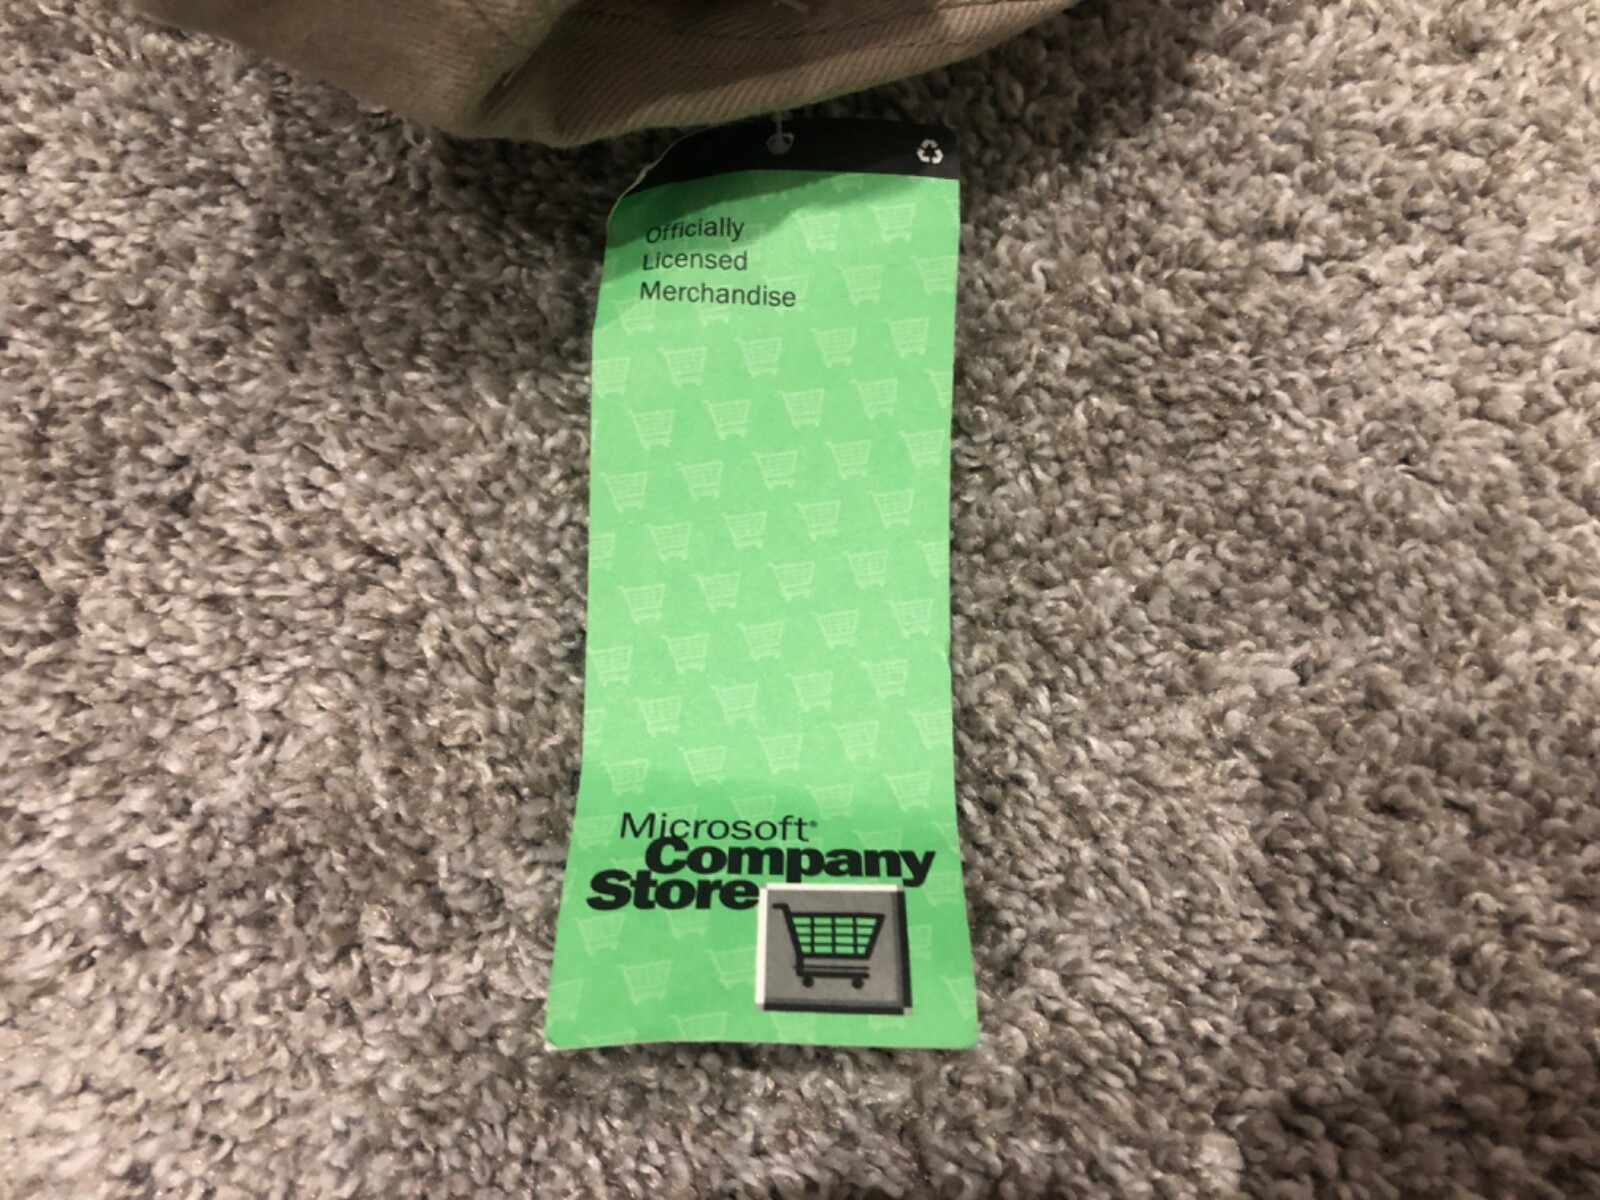 Officially
Licensed
Merchandise
Microsoft®
Company
Store